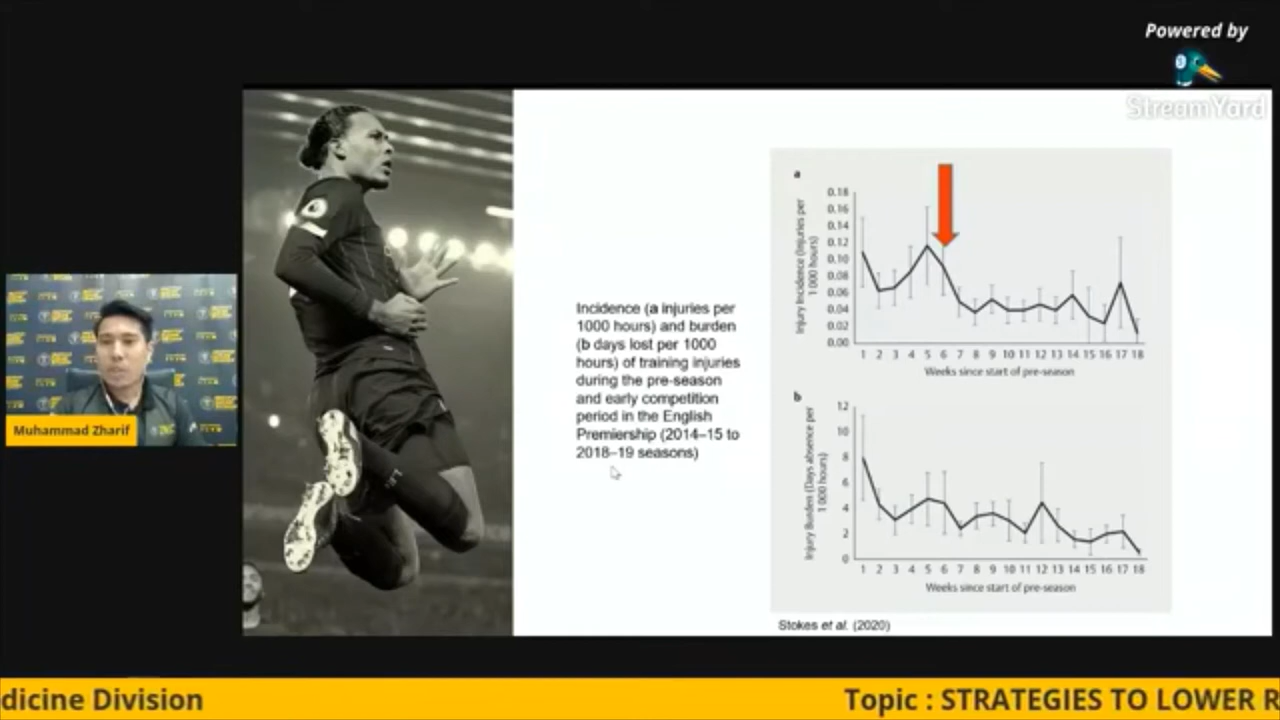 Powered by
StreamYard
Incidence (a injuries per
1000 hours) and burden
(b days lost per 1000
hours) of training injuries
during the pre-season
and early competition
period in the English
Premiership (2014–15 to
2018–19 seasons)
a
Injury Incidence (Injuries per
1 000 hours)
0.18
0.16
0.14
0.12
0.10
0.08
0.06
0.04
0.02
0.00
1 2 3 4 5 6 7 8 9 10 11 12 13 14 15 16 17 18
Weeks since start of pre-season
b
Injury Burden (Days absence per
1 000 hours)
12
10
8
6
4
2
0
1 2 3 4 5 6 7 8 9 10 11 12 13 14 15 16 17 18
Weeks since start of pre-season
Stokes et al. (2020)
Muhammad Zharif
dicine Division
Topic : STRATEGIES TO LOWER R